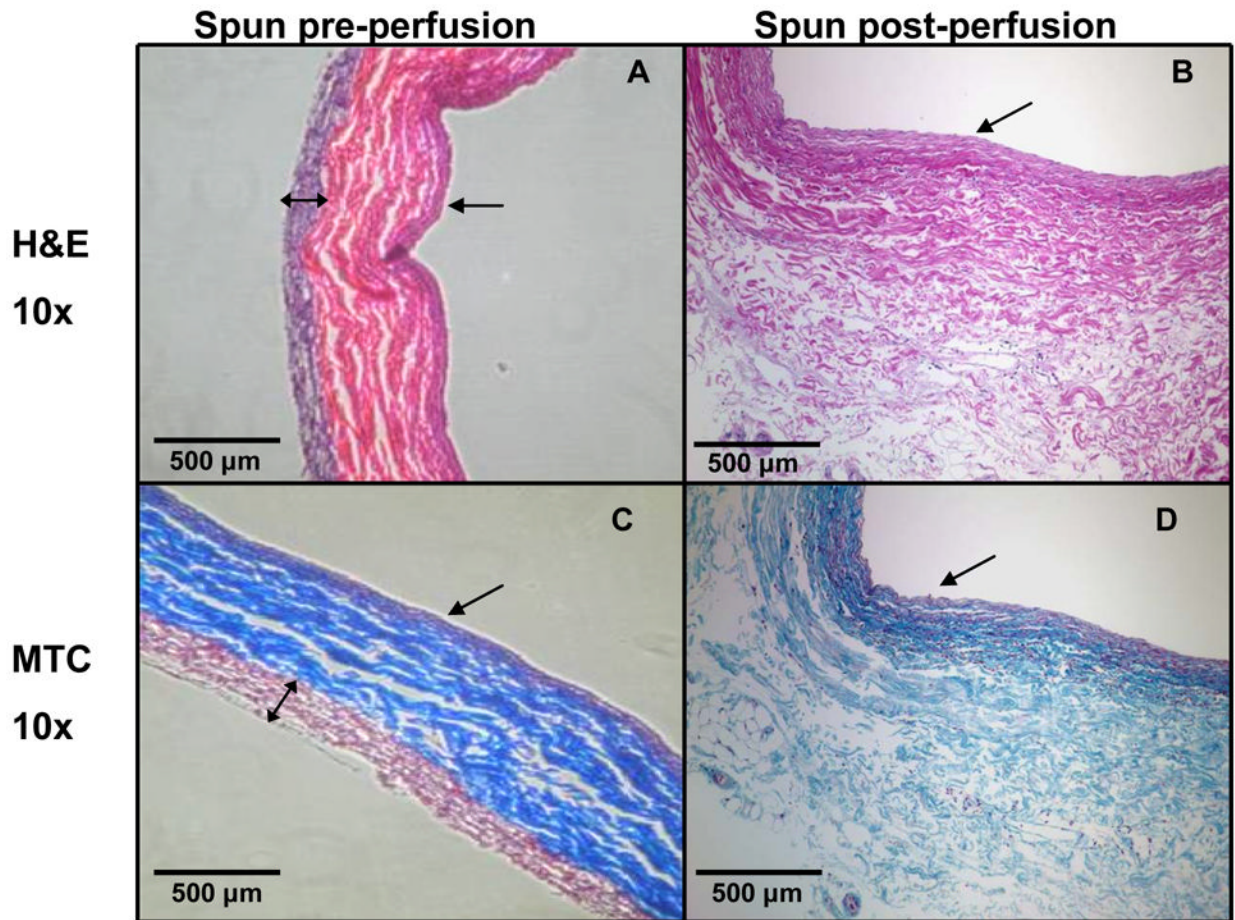 Spun pre-perfusion
Spun post-perfusion
H&E
10x
A
500 µm
B
500 µm
MTC
10x
C
500 µm
D
500 µm